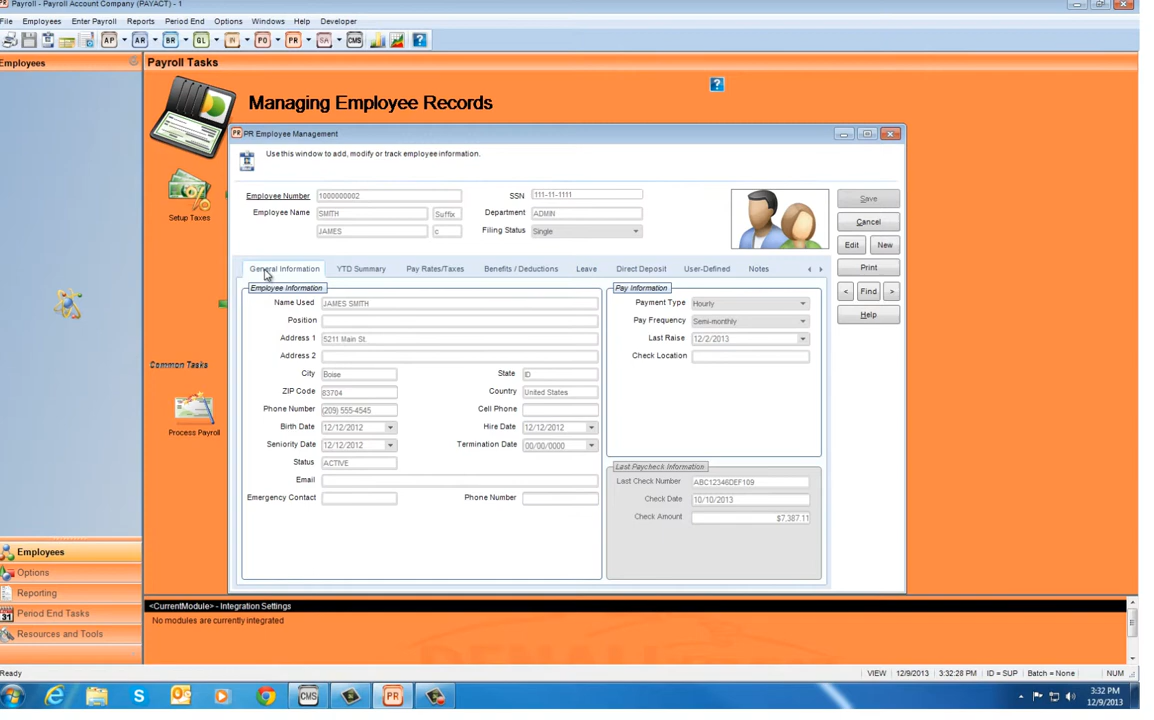 Payroll - Payroll Account Company (PAYACT) - 1
File Employees Enter Payroll Reports Period End Options Windows Help Developer
AP AR BR GL IN PO PR SA CMS ?
Employees
Payroll Tasks
Managing Employee Records
?
Setup Taxes
Common Tasks
Process Payroll
PR PR Employee Management
Use this window to add, modify or track employee information.
Employee Number 1000000002 SSN 111-11-1111
Employee Name SMITH Suffix Department ADMIN
JAMES c Filing Status Single
Save
Cancel
Edit New
Print
< Find >
Help
General Information YTD Summary Pay Rates/Taxes Benefits / Deductions Leave Direct Deposit User-Defined Notes
Employee Information
Name Used JAMES SMITH
Position
Address 1 5211 Main St.
Address 2
City Boise State ID
ZIP Code 83704 Country United States
Phone Number (209) 555-4545 Cell Phone
Birth Date 12/12/2012 Hire Date 12/12/2012
Seniority Date 12/12/2012 Termination Date 00/00/0000
Status ACTIVE
Email
Emergency Contact Phone Number
Pay Information
Payment Type Hourly
Pay Frequency Semi-monthly
Last Raise 12/2/2013
Check Location
Last Paycheck Information
Last Check Number ABC12346DEF109
Check Date 10/10/2013
Check Amount $7,387.11
Employees
Options
Reporting
31 Period End Tasks
Resources and Tools
<CurrentModule> - Integration Settings
No modules are currently integrated
DENALI
Ready VIEW 12/9/2013 3:32:28 PM ID = SUP Batch = None NUM
CMS PR
3:32 PM
12/9/2013